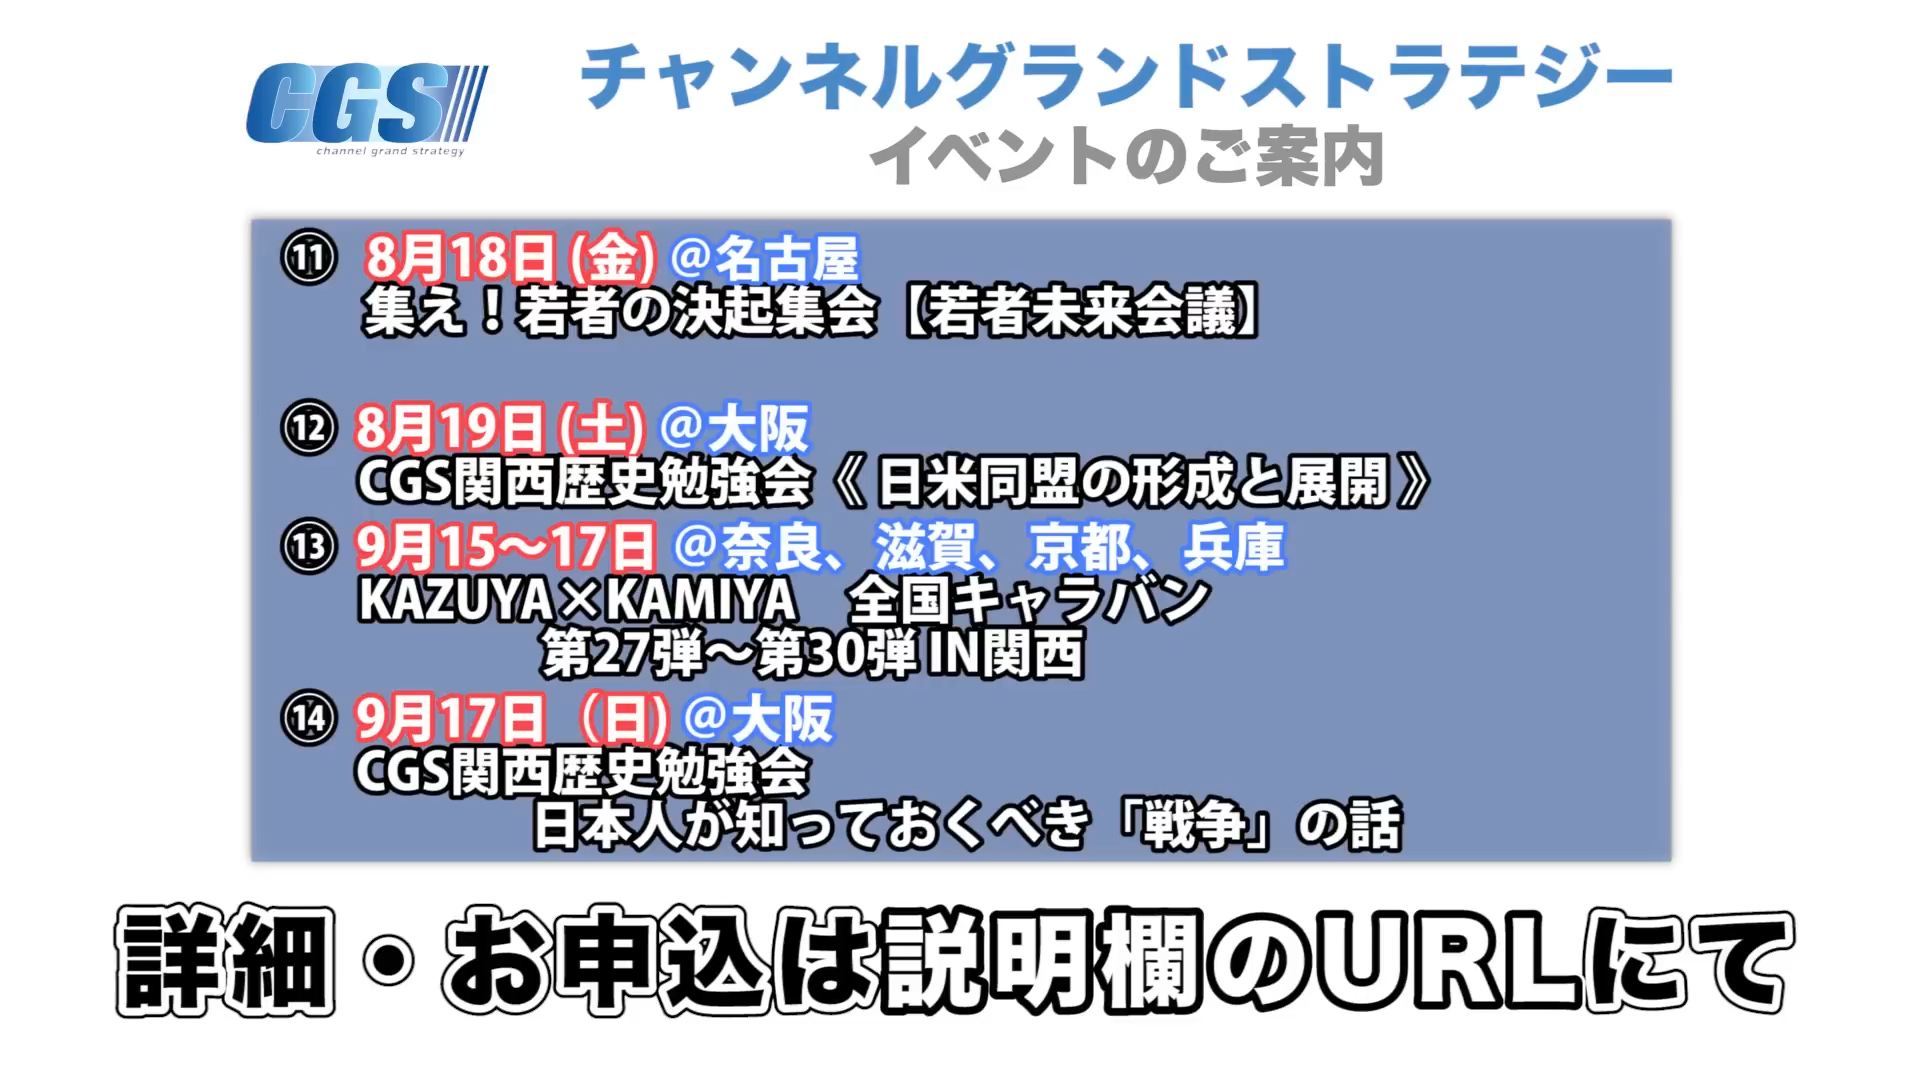 CGS
channel grand strategy
チャンネルグランドストラテジー
イベントのご案内
⑪ 8月18日(金)@名古屋
集え！若者の決起集会【若者未来会議】
⑫ 8月19日(土)@大阪
CGS関西歴史勉強会《 日米同盟の形成と展開 》
⑬ 9月15～17日 @奈良、滋賀、京都、兵庫
KAZUYA×KAMIYA　全国キャラバン
第27弾～第30弾 IN関西
⑭ 9月17日（日)@大阪
CGS関西歴史勉強会
日本人が知っておくべき「戦争」の話
詳細・お申込は説明欄のURLにて